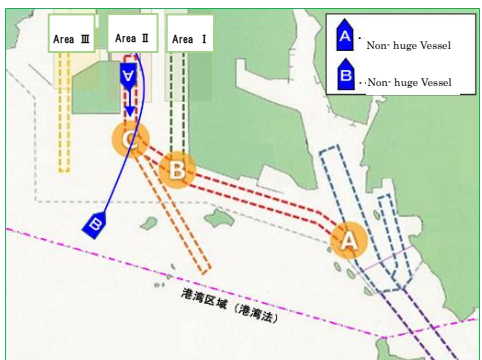 Area Ⅲ
Area Ⅱ
Area Ⅰ
A ・ Non- huge Vessel
B ・ Non- huge Vessel
A
C
B
A
B
港湾区域（港湾法）